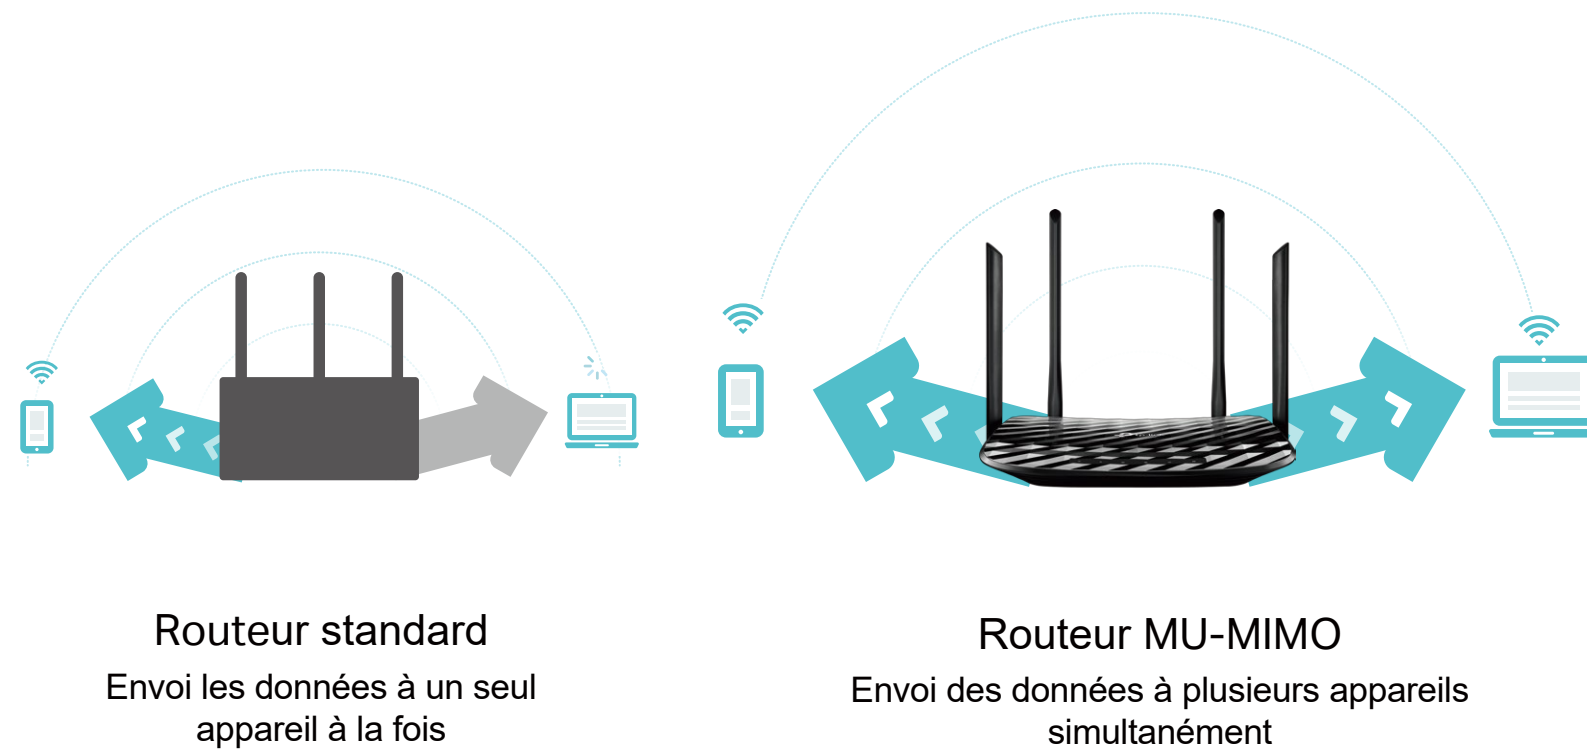 Routeur standard
Envoi les données à un seul
appareil à la fois
Routeur MU-MIMO
Envoi des données à plusieurs appareils
simultanément